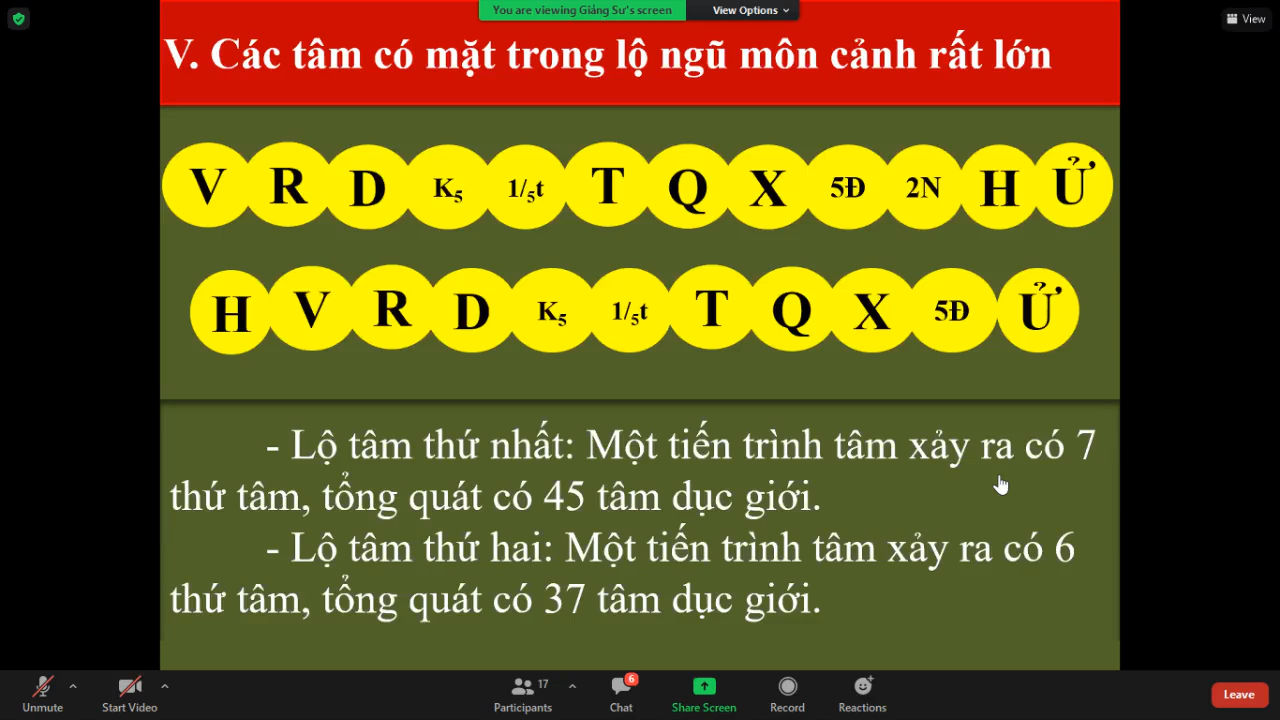 You are viewing Giảng Sư's screen
View Options
View
V. Các tâm có mặt trong lộ ngũ môn cảnh rất lớn
V R D K5 1/5t T Q X 5Đ 2N H Ử
H V R D K5 1/5t T Q X 5Đ Ử
- Lộ tâm thứ nhất: Một tiến trình tâm xảy ra có 7
thứ tâm, tổng quát có 45 tâm dục giới.
- Lộ tâm thứ hai: Một tiến trình tâm xảy ra có 6
thứ tâm, tổng quát có 37 tâm dục giới.
Unmute
Start Video
17
Participants
6
Chat
Share Screen
Record
Reactions
Leave